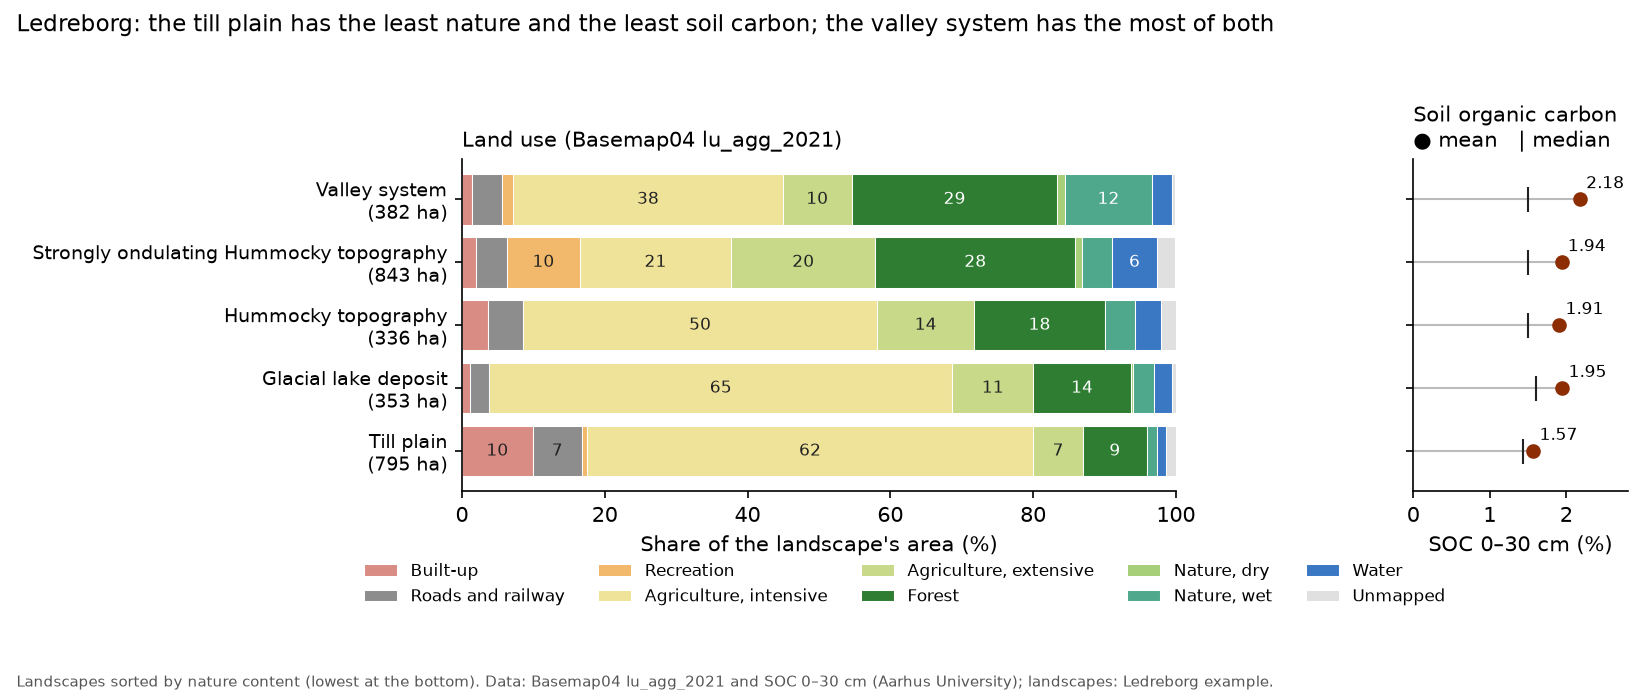 Ledreborg: the till plain has the least nature and the least soil carbon; the valley system has the most of both
Land use (Basemap04 lu_agg_2021)
Soil organic carbon
mean | median
Valley system
(382 ha)
38 10 29 12
2.18
Strongly ondulating Hummocky topography
(843 ha)
10 21 20 28 6
1.94
Hummocky topography
(336 ha)
50 14 18
1.91
Glacial lake deposit
(353 ha)
65 11 14
1.95
Till plain
(795 ha)
10 7 62 7 9
1.57
0 20 40 60 80 100
0 1 2
Share of the landscape's area (%)
SOC 0–30 cm (%)
Built-up Recreation Agriculture, extensive Nature, dry Water
Roads and railway Agriculture, intensive Forest Nature, wet Unmapped
Landscapes sorted by nature content (lowest at the bottom). Data: Basemap04 lu_agg_2021 and SOC 0–30 cm (Aarhus University); landscapes: Ledreborg example.